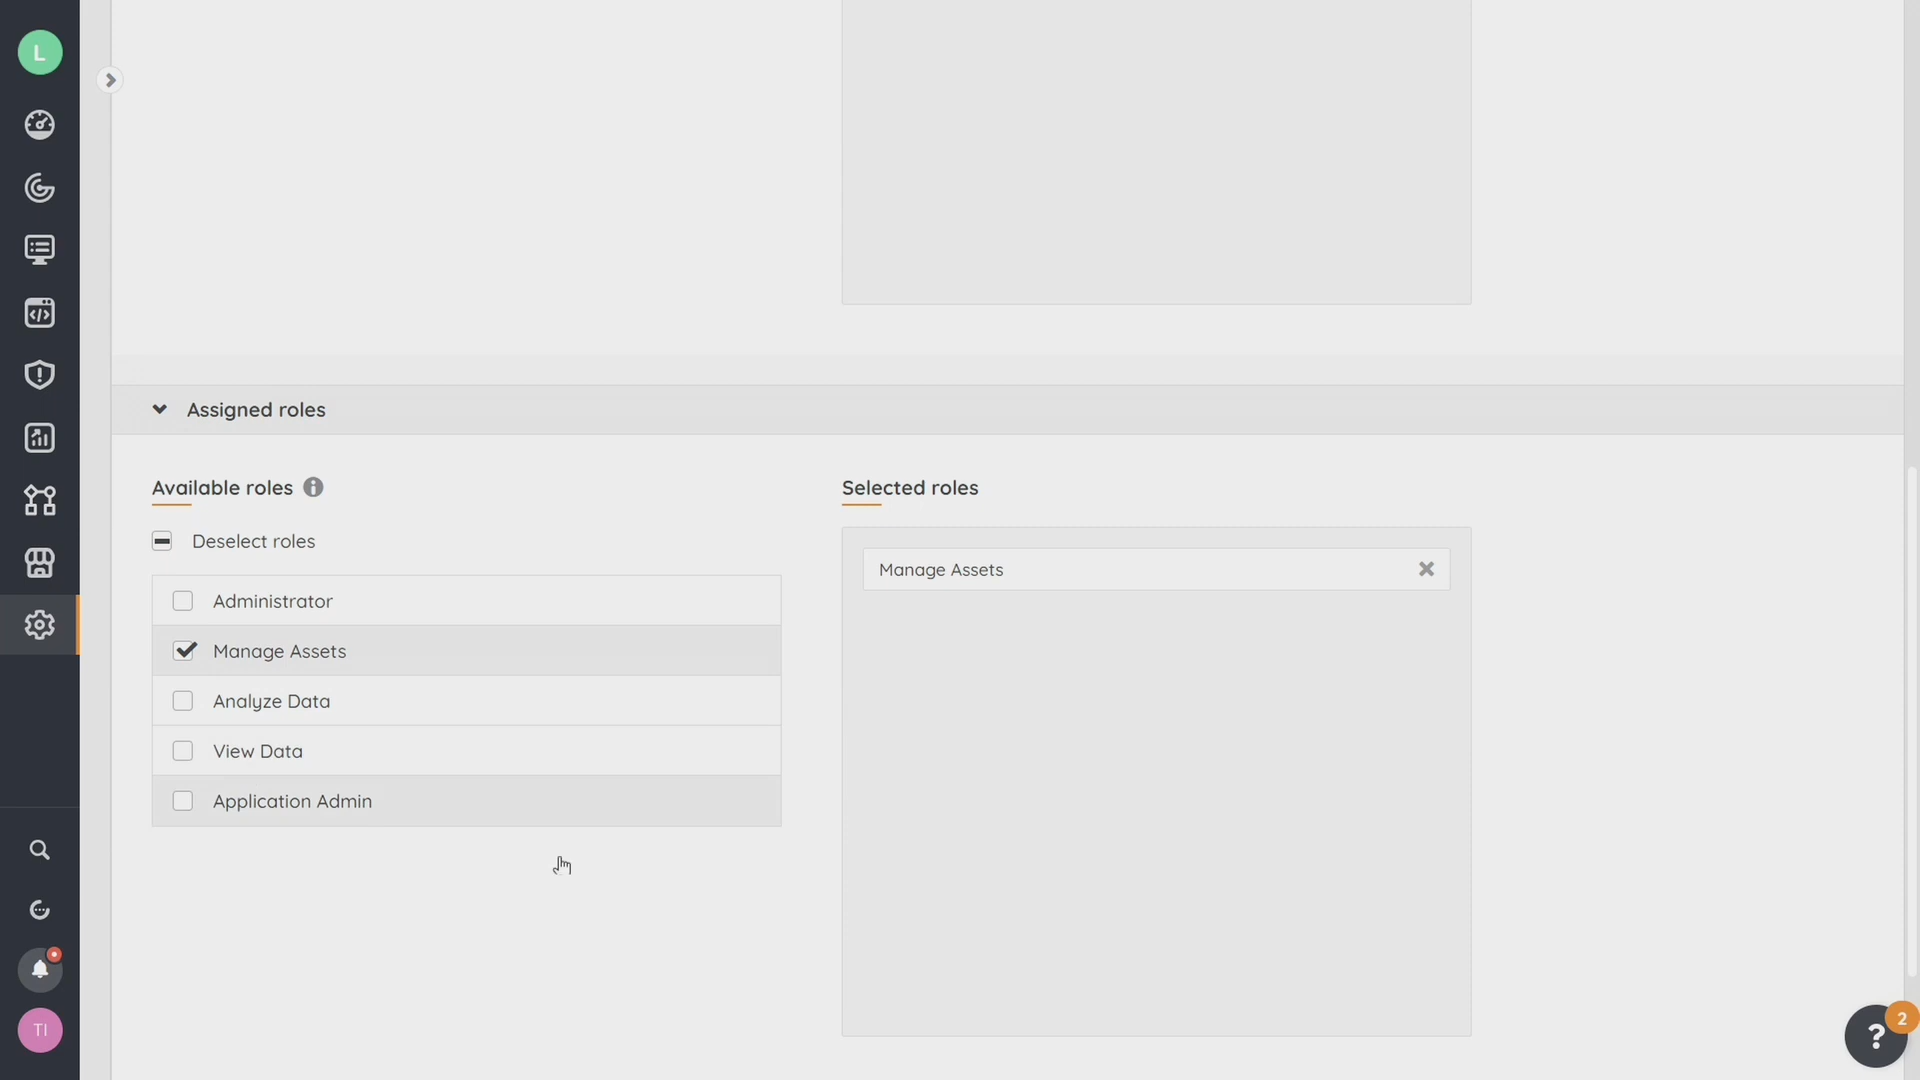 L
Assigned roles
Available roles
Selected roles
Deselect roles
Manage Assets
Administrator
Manage Assets
Analyze Data
View Data
Application Admin
TI
2
?